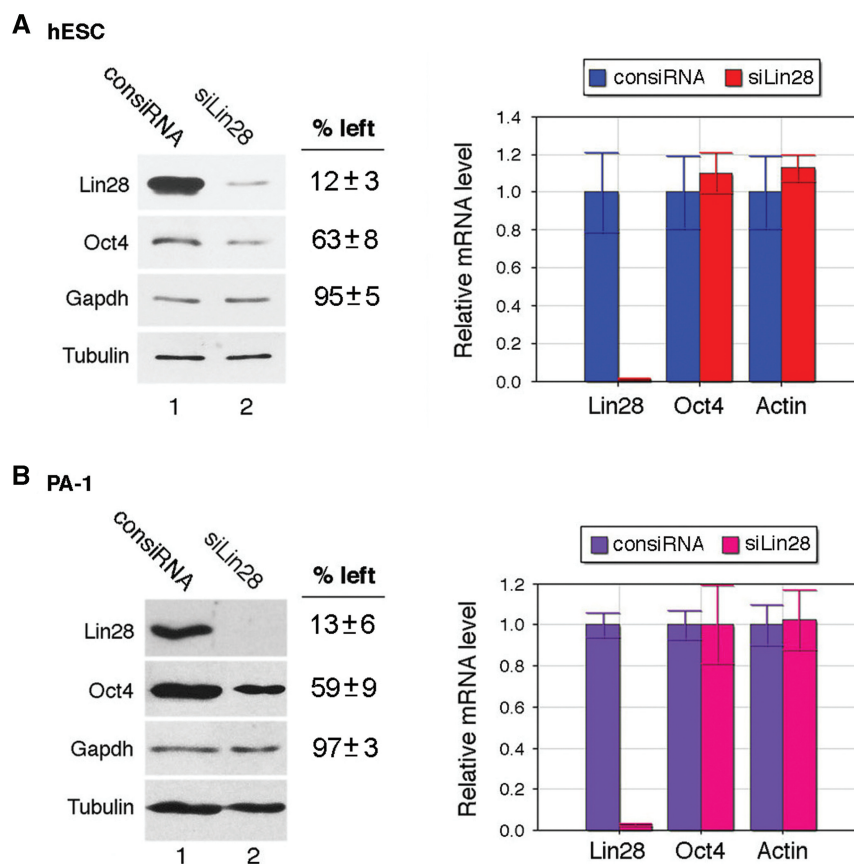 A hESC
consiRNA
siLin28
% left
Lin28 12±3
Oct4 63±8
Gapdh 95±5
Tubulin
1 2
consiRNA siLin28
Relative mRNA level
1.4
1.2
1.0
0.8
0.6
0.4
0.2
0.0
Lin28 Oct4 Actin
B PA-1
consiRNA
siLin28
% left
Lin28 13±6
Oct4 59±9
Gapdh 97±3
Tubulin
1 2
consiRNA siLin28
Relative mRNA level
1.2
1.0
0.8
0.6
0.4
0.2
0.0
Lin28 Oct4 Actin